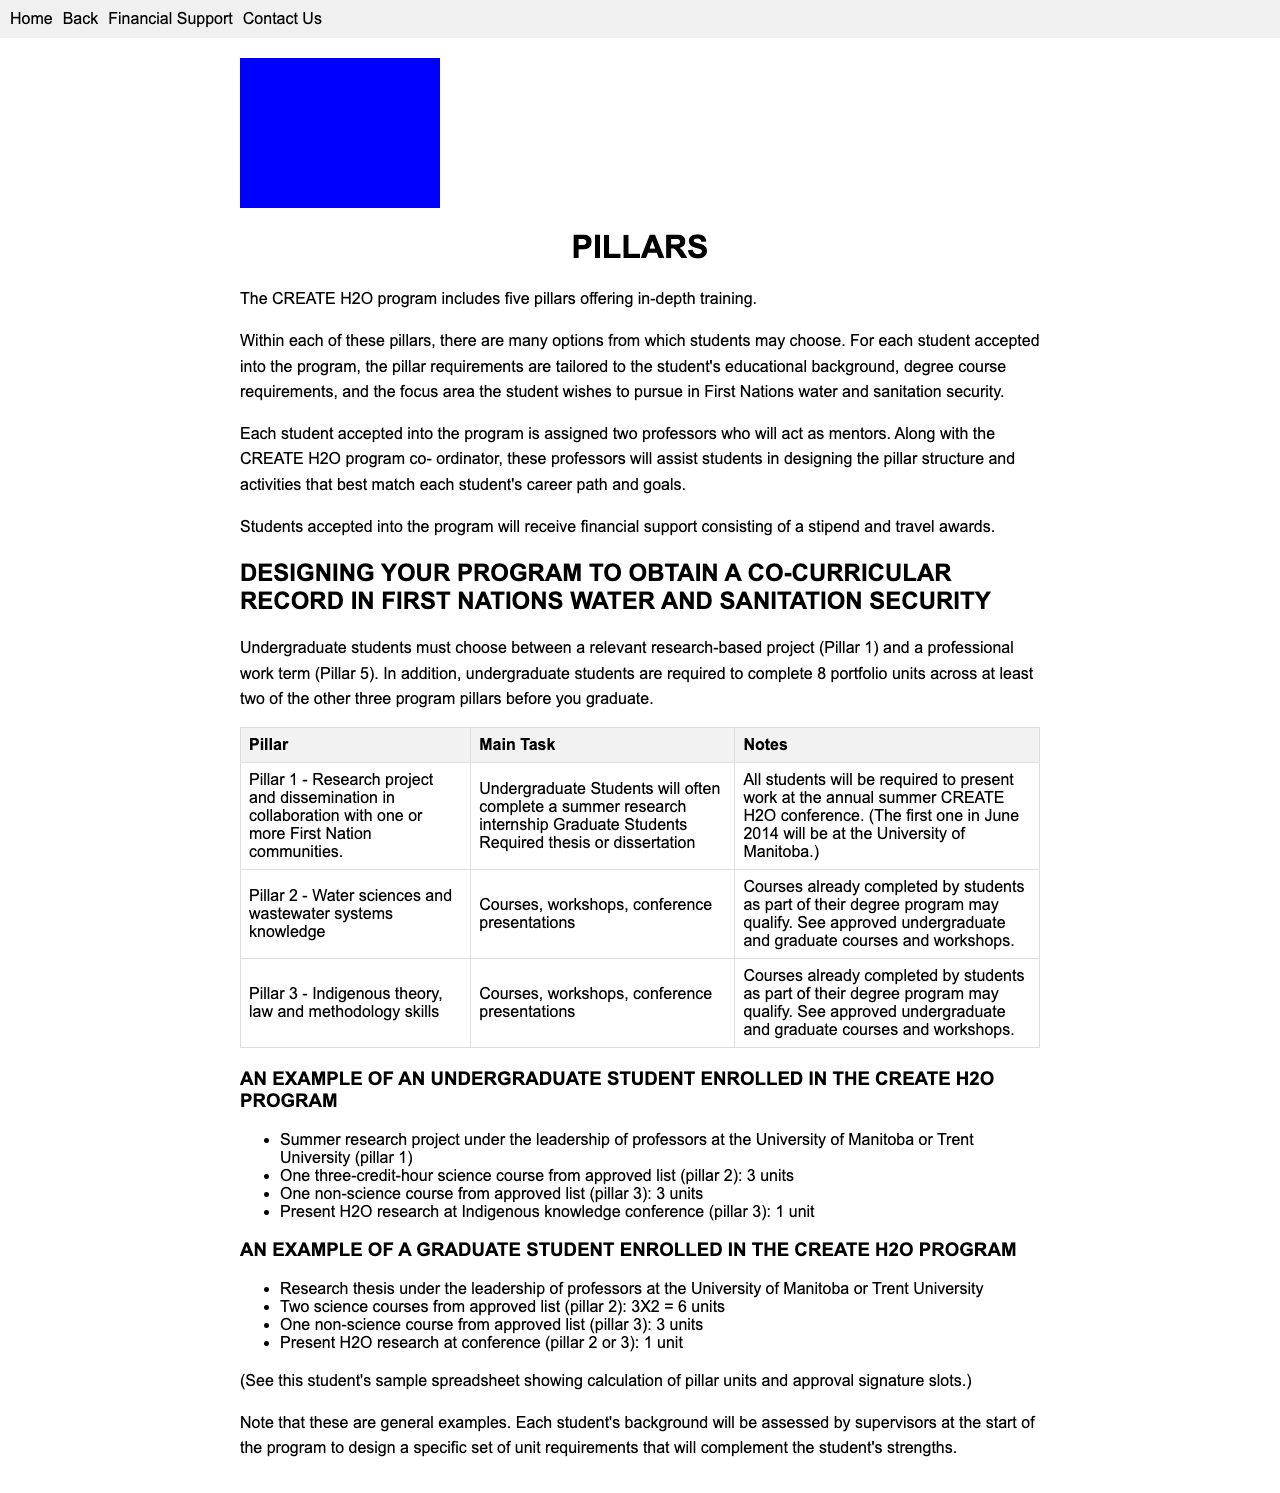 Home Back Financial Support Contact Us
PILLARS
The CREATE H2O program includes five pillars offering in-depth training.
Within each of these pillars, there are many options from which students may choose. For each student accepted
into the program, the pillar requirements are tailored to the student's educational background, degree course
requirements, and the focus area the student wishes to pursue in First Nations water and sanitation security.
Each student accepted into the program is assigned two professors who will act as mentors. Along with the
CREATE H2O program co- ordinator, these professors will assist students in designing the pillar structure and
activities that best match each student's career path and goals.
Students accepted into the program will receive financial support consisting of a stipend and travel awards.
DESIGNING YOUR PROGRAM TO OBTAIN A CO-CURRICULAR
RECORD IN FIRST NATIONS WATER AND SANITATION SECURITY
Undergraduate students must choose between a relevant research-based project (Pillar 1) and a professional
work term (Pillar 5). In addition, undergraduate students are required to complete 8 portfolio units across at least
two of the other three program pillars before you graduate.
Pillar Main Task Notes
Pillar 1 - Research project
and dissemination in
collaboration with one or
more First Nation
communities.
Undergraduate Students will often
complete a summer research
internship Graduate Students
Required thesis or dissertation
All students will be required to present
work at the annual summer CREATE
H2O conference. (The first one in June
2014 will be at the University of
Manitoba.)
Pillar 2 - Water sciences and
wastewater systems
knowledge
Courses, workshops, conference
presentations
Courses already completed by students
as part of their degree program may
qualify. See approved undergraduate
and graduate courses and workshops.
Pillar 3 - Indigenous theory,
law and methodology skills
Courses, workshops, conference
presentations
Courses already completed by students
as part of their degree program may
qualify. See approved undergraduate
and graduate courses and workshops.
AN EXAMPLE OF AN UNDERGRADUATE STUDENT ENROLLED IN THE CREATE H2O
PROGRAM
• Summer research project under the leadership of professors at the University of Manitoba or Trent
University (pillar 1)
• One three-credit-hour science course from approved list (pillar 2): 3 units
• One non-science course from approved list (pillar 3): 3 units
• Present H2O research at Indigenous knowledge conference (pillar 3): 1 unit
AN EXAMPLE OF A GRADUATE STUDENT ENROLLED IN THE CREATE H2O PROGRAM
• Research thesis under the leadership of professors at the University of Manitoba or Trent University
• Two science courses from approved list (pillar 2): 3X2 = 6 units
• One non-science course from approved list (pillar 3): 3 units
• Present H2O research at conference (pillar 2 or 3): 1 unit
(See this student's sample spreadsheet showing calculation of pillar units and approval signature slots.)
Note that these are general examples. Each student's background will be assessed by supervisors at the start of
the program to design a specific set of unit requirements that will complement the student's strengths.